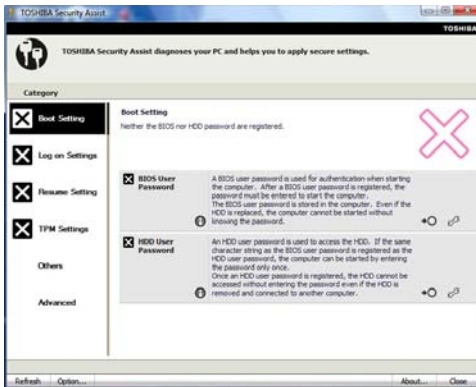 TOSHIBA Security Assist
TOSHIBA
TOSHIBA Security Assist diagnoses your PC and helps you to apply secure settings.
Category
Boot Setting
Log on Settings
Resume Setting
TPM Settings
Others
Advanced
Boot Setting
Neither the BIOS nor HDD password are registered.
BIOS User
Password
A BIOS user password is used for authentication when starting
the computer. After a BIOS user password is registered, the
password must be entered to start the computer.
The BIOS user password is stored in the computer. Even if the
HDD is replaced, the computer cannot be started without
knowing the password.
HDD User
Password
An HDD user password is used to access the HDD. If the same
character string as the BIOS user password is registered as the
HDD user password, the computer can be started by entering
the password only once.
Once an HDD user password is registered, the HDD cannot be
accessed without entering the password even if the HDD is
removed and connected to another computer.
Refresh Option... About... Close